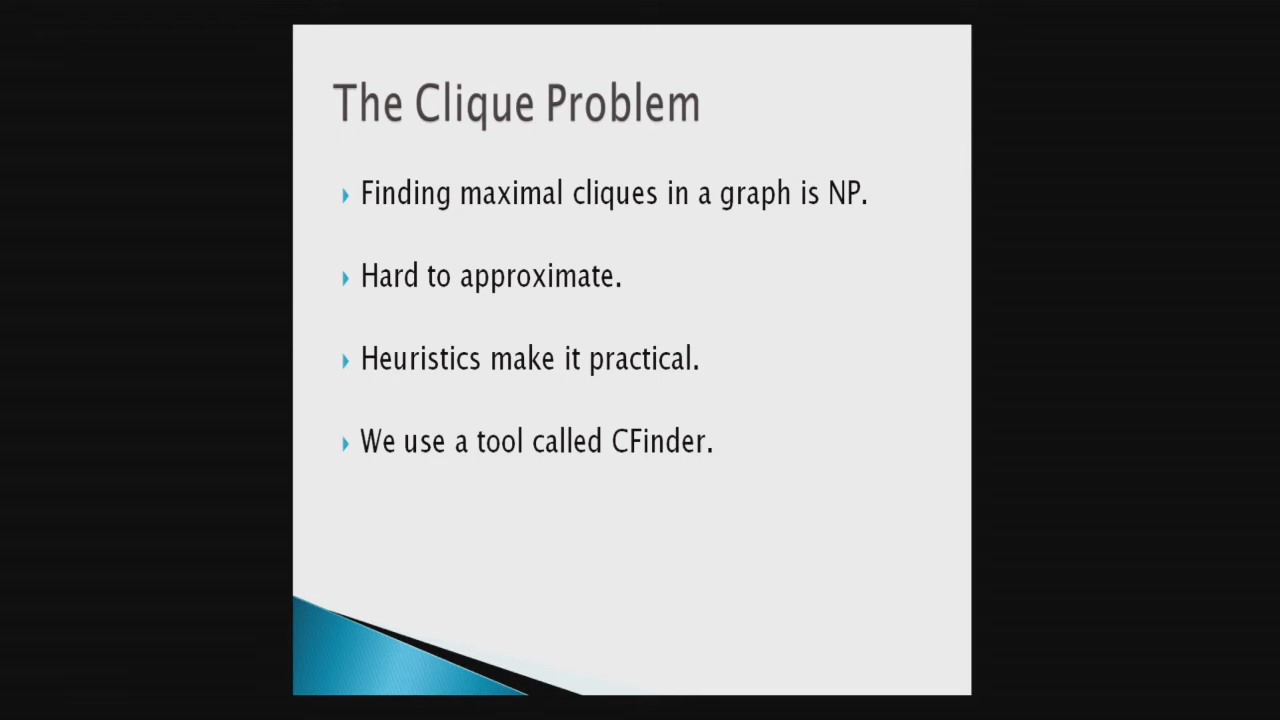 The Clique Problem
Finding maximal cliques in a graph is NP.
Hard to approximate.
Heuristics make it practical.
We use a tool called CFinder.